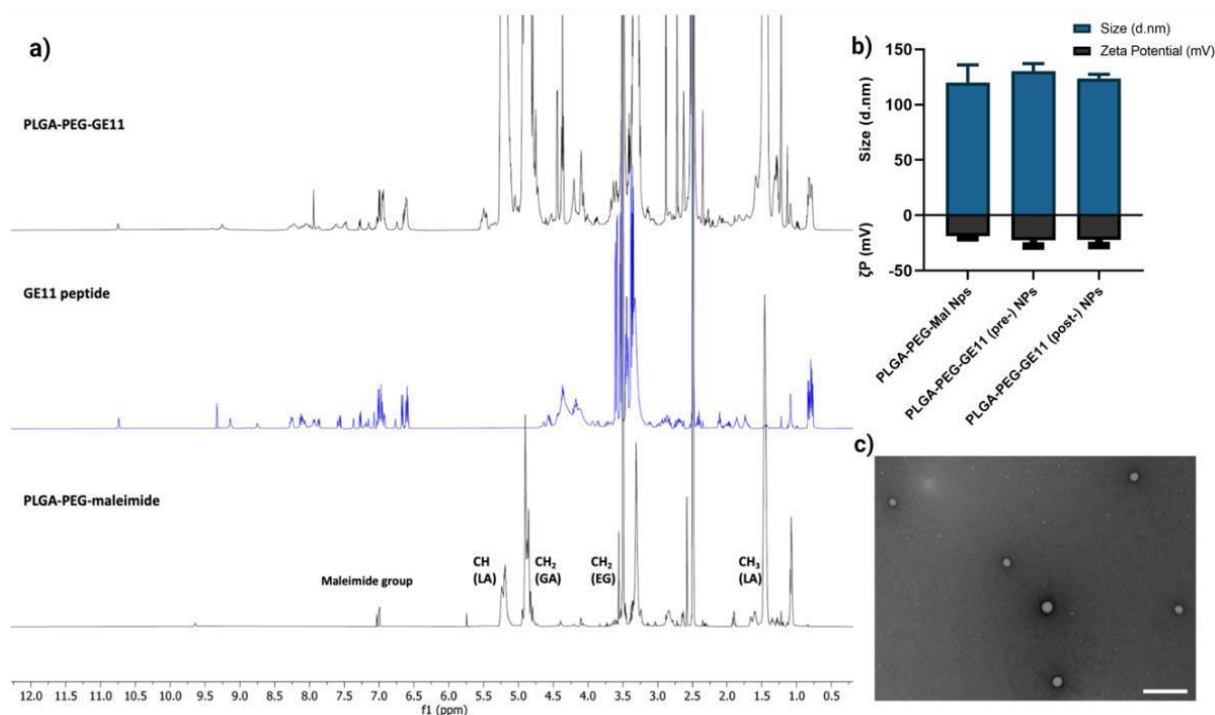 a)
PLGA-PEG-GE11
GE11 peptide
PLGA-PEG-maleimide
Maleimide group
CH
(LA)
CH₂
(GA)
CH₂
(EG)
CH₃
(LA)
12.0 11.5 11.0 10.5 10.0 9.5 9.0 8.5 8.0 7.5 7.0 6.5 6.0 5.5 5.0 4.5 4.0 3.5 3.0 2.5 2.0 1.5 1.0 0.5
f1 (ppm)
b)
Size (d.nm)
Zeta Potential (mV)
150
100
50
0
-50
Size (d.nm)
ζP (mV)
PLGA-PEG-Mal Nps
PLGA-PEG-GE11 (pre-) NPs
PLGA-PEG-GE11 (post-) NPs
c)